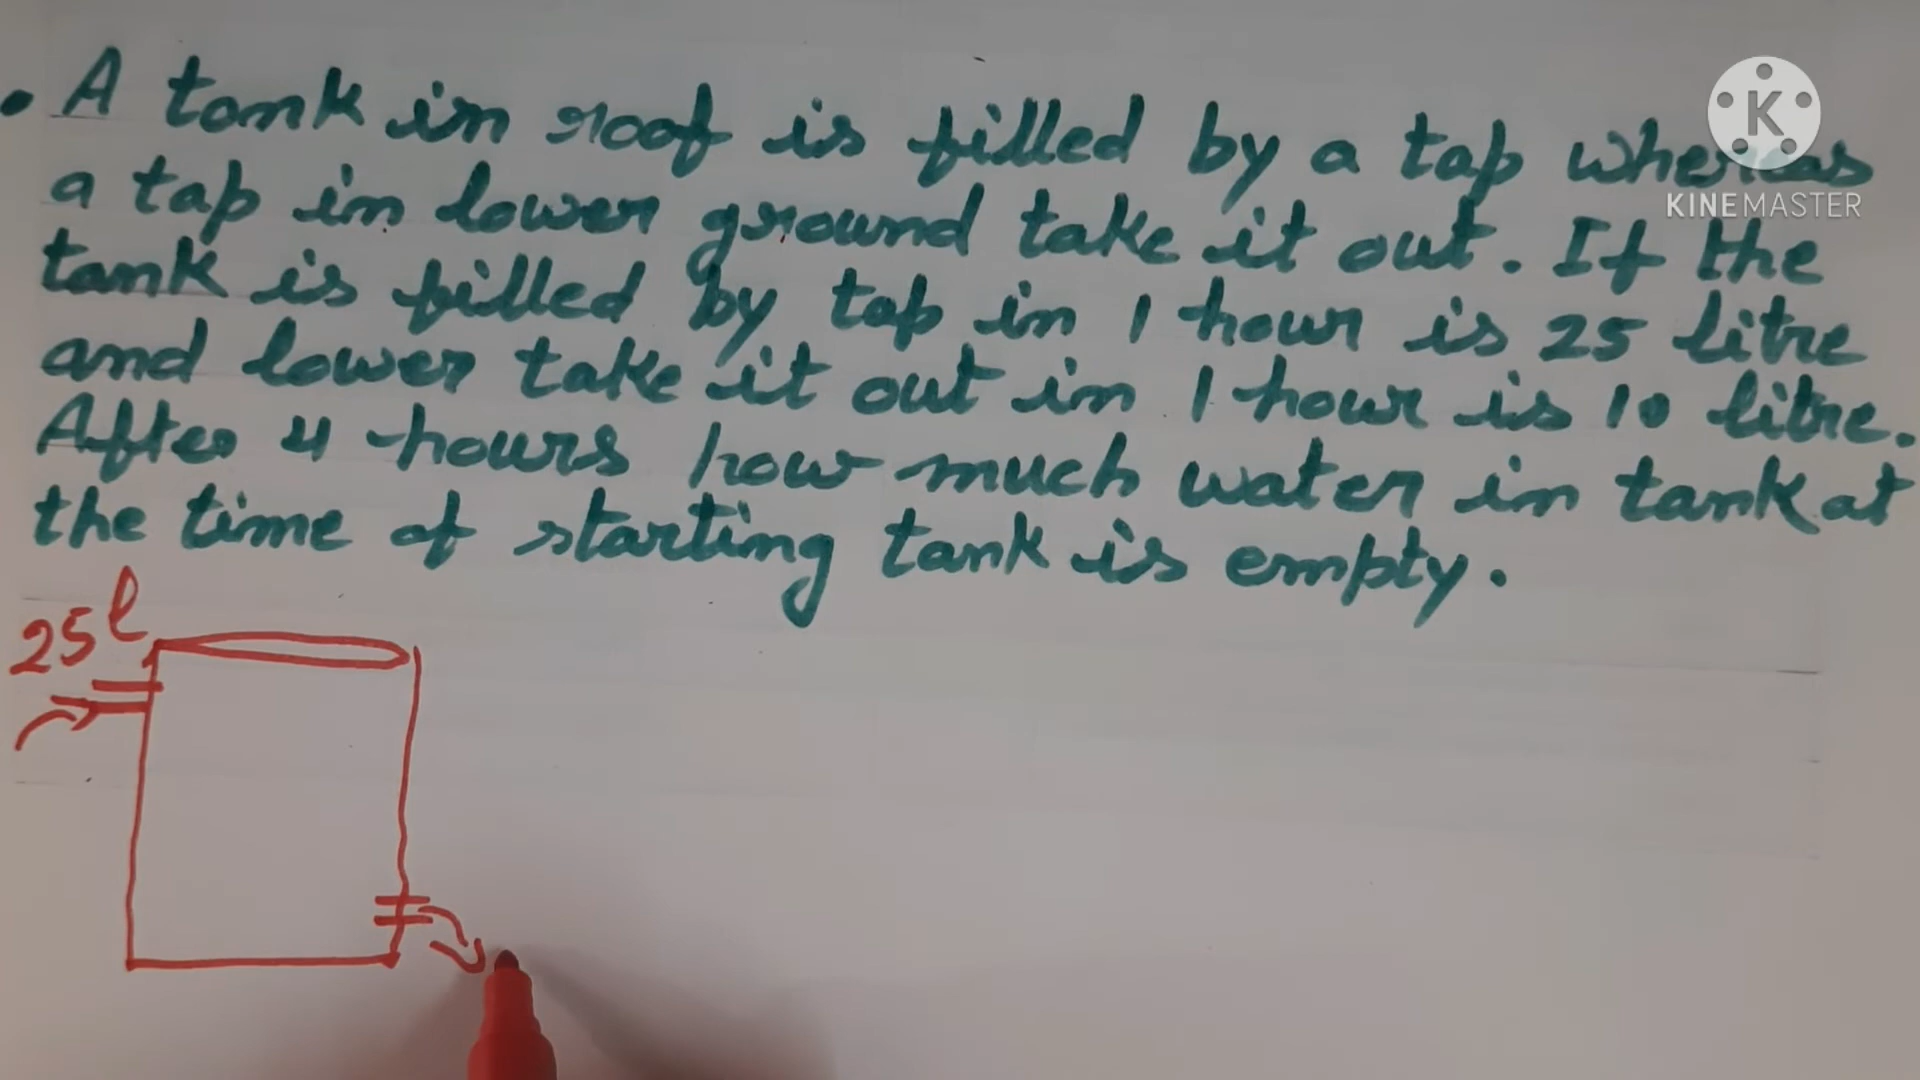 • A tank in roof is filled by a tap whereas
a tap in lower ground take it out. If the
tank is filled by tap in 1 hour is 25 litre
and lower take it out in 1 hour is 10 litre.
After 4 hours how much water in tank at
the time of starting tank is empty.
25l
K
KINEMASTER